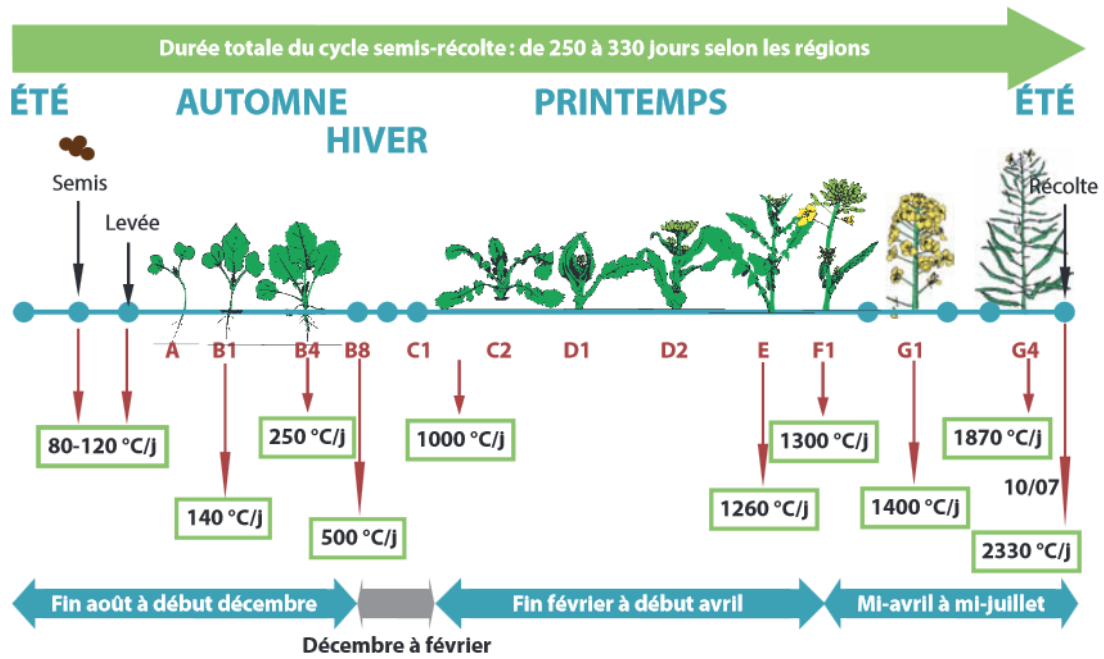 Durée totale du cycle semis-récolte : de 250 à 330 jours selon les régions
ÉTÉ
AUTOMNE
HIVER
PRINTEMPS
ÉTÉ
Semis
Levée
Récolte
A
B1
B4
B8
C1
C2
D1
D2
E
F1
G1
G4
80-120 °C/j
140 °C/j
250 °C/j
500 °C/j
1000 °C/j
1260 °C/j
1300 °C/j
1400 °C/j
1870 °C/j
10/07
2330 °C/j
Fin août à début décembre
Décembre à février
Fin février à début avril
Mi-avril à mi-juillet